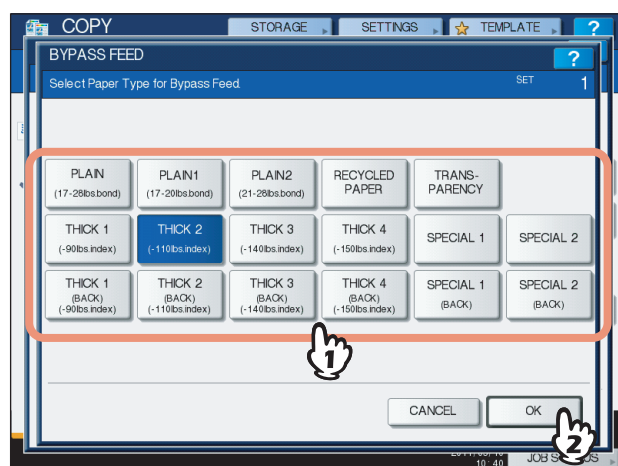 COPY
STORAGE SETTINGS TEMPLATE ?
BYPASS FEED ?
Select Paper Type for Bypass Feed. SET 1
PLAIN PLAIN1 PLAIN2 RECYCLED TRANS-
(17-28lbs.bond) (17-20lbs.bond) (21-28lbs.bond) PAPER PARENCY
THICK 1 THICK 2 THICK 3 THICK 4 SPECIAL 1 SPECIAL 2
(-90lbs.index) (-110lbs.index) (-140lbs.index) (-150lbs.index)
THICK 1 THICK 2 THICK 3 THICK 4 SPECIAL 1 SPECIAL 2
(BACK) (BACK) (BACK) (BACK) (BACK) (BACK)
(-90lbs.index) (-110lbs.index) (-140lbs.index) (-150lbs.index)
1
CANCEL OK
2
10:40 JOB